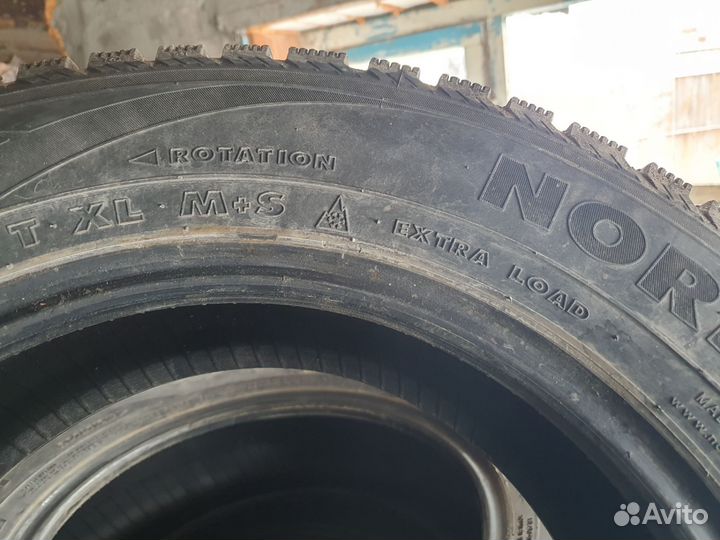 ROTATION
T XL M+S EXTRA LOAD
NOR
Avito